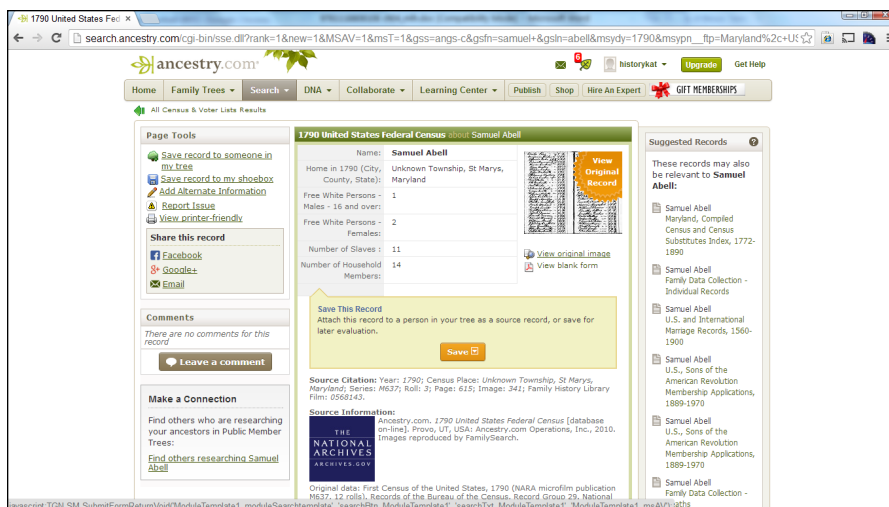 1790 United States Fed
search.ancestry.com/cgi-bin/sse.dll?rank=1&new=1&MSAV=1&msT=1&gss=angs-c&gsfn=samuel+&gsln=abell&msydy=1790&msypn__ftp=Maryland%2c+US
ancestry.com
6
historykat
Upgrade
Get Help
Home Family Trees Search DNA Collaborate Learning Center Publish Shop Hire An Expert GIFT MEMBERSHIPS
All Census & Voter Lists Results
Page Tools
Save record to someone in
my tree
Save record to my shoebox
Add Alternate Information
Report Issue
View printer-friendly
Share this record
Facebook
Google+
Email
Comments
There are no comments for this
record
Leave a comment
Make a Connection
Find others who are researching
your ancestors in Public Member
Trees:
Find others researching Samuel
Abell
1790 United States Federal Census about Samuel Abell
Name: Samuel Abell
Home in 1790 (City, Unknown Township, St Marys,
County, State): Maryland
Free White Persons - 1
Males - 16 and over:
Free White Persons - 2
Females:
Number of Slaves : 11
Number of Household 14
Members:
View
Original
Record
View original image
View blank form
Save This Record
Attach this record to a person in your tree as a source record, or save for
later evaluation.
Save
Source Citation: Year: 1790; Census Place: Unknown Township, St Marys,
Maryland; Series: M637; Roll: 3; Page: 615; Image: 341; Family History Library
Film: 0568143.
Source Information:
Ancestry.com. 1790 United States Federal Census [database
on-line]. Provo, UT, USA: Ancestry.com Operations, Inc., 2010.
Images reproduced by FamilySearch.
THE
NATIONAL
ARCHIVES
ARCHIVES.GOV
Original data: First Census of the United States, 1790 (NARA microfilm publication
M637, 12 rolls). Records of the Bureau of the Census, Record Group 29. National
Suggested Records
These records may also
be relevant to Samuel
Abell:
Samuel Abell
Maryland, Compiled
Census and Census
Substitutes Index, 1772-
1890
Samuel Abell
Family Data Collection -
Individual Records
Samuel Abell
U.S. and International
Marriage Records, 1560-
1900
Samuel Abell
U.S., Sons of the
American Revolution
Membership Applications,
1889-1970
Samuel Abell
U.S., Sons of the
American Revolution
Membership Applications,
1889-1970
Samuel Abell
Family Data Collection -